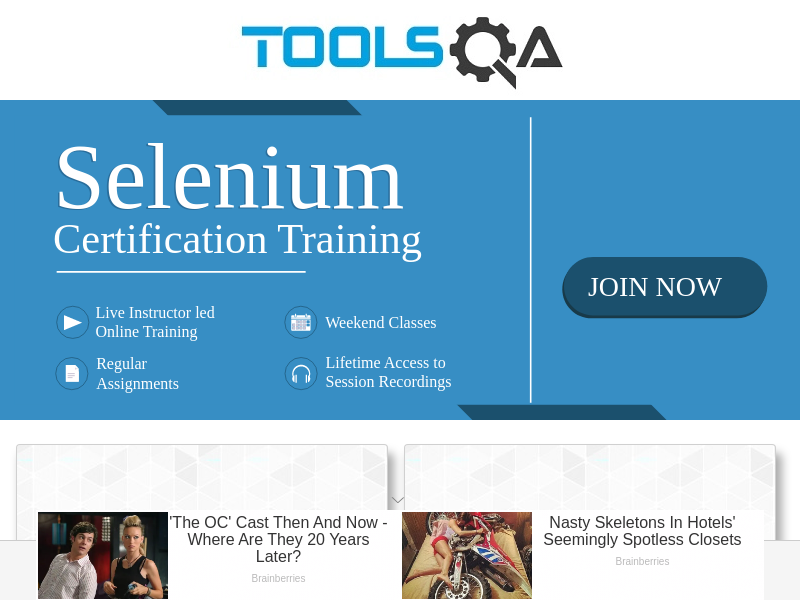 TOOLSQA
Selenium
Certification Training
JOIN NOW
Live Instructor led
Online Training
Weekend Classes
Regular
Assignments
Lifetime Access to
Session Recordings
'The OC' Cast Then And Now -
Where Are They 20 Years
Later?
Brainberries
Nasty Skeletons In Hotels'
Seemingly Spotless Closets
Brainberries